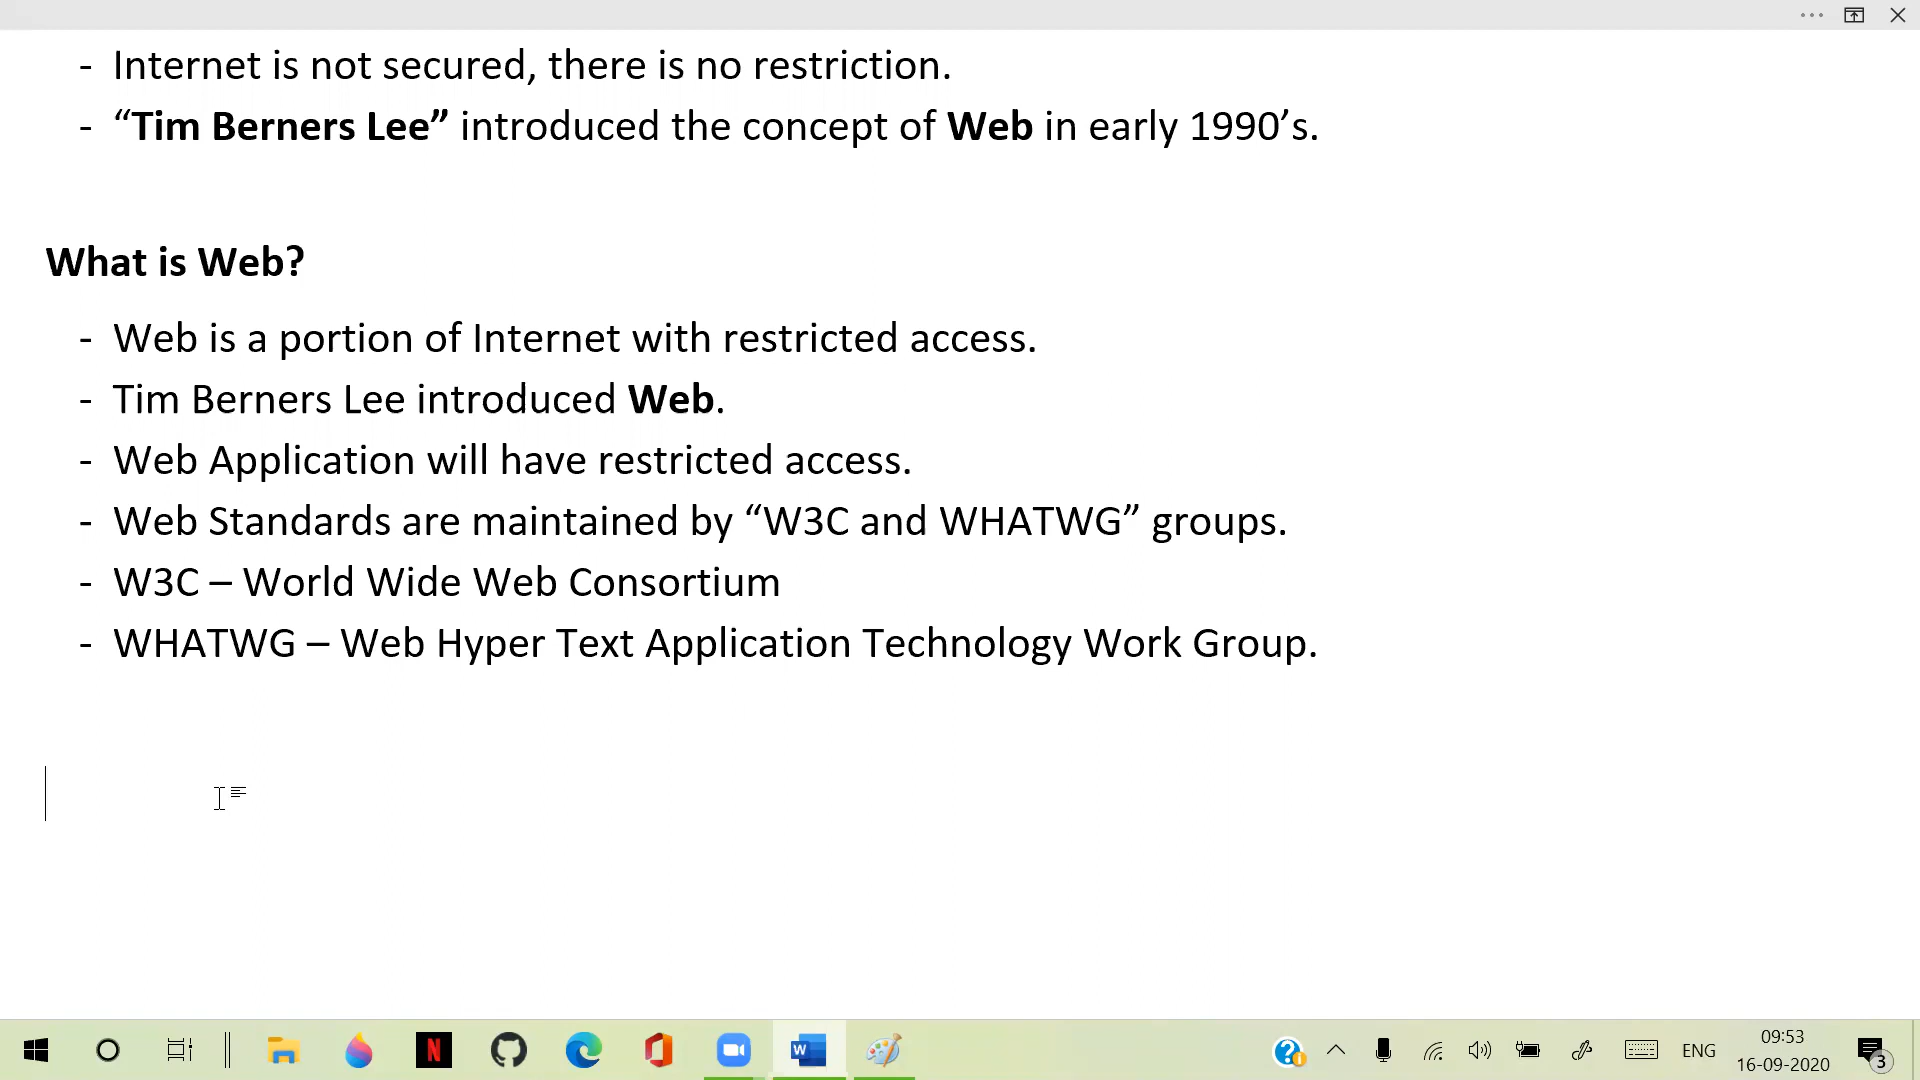 - Internet is not secured, there is no restriction.
- “Tim Berners Lee” introduced the concept of Web in early 1990’s.
What is Web?
- Web is a portion of Internet with restricted access.
- Tim Berners Lee introduced Web.
- Web Application will have restricted access.
- Web Standards are maintained by “W3C and WHATWG” groups.
- W3C – World Wide Web Consortium
- WHATWG – Web Hyper Text Application Technology Work Group.
N
W
?
ENG
09:53
16-09-2020
3